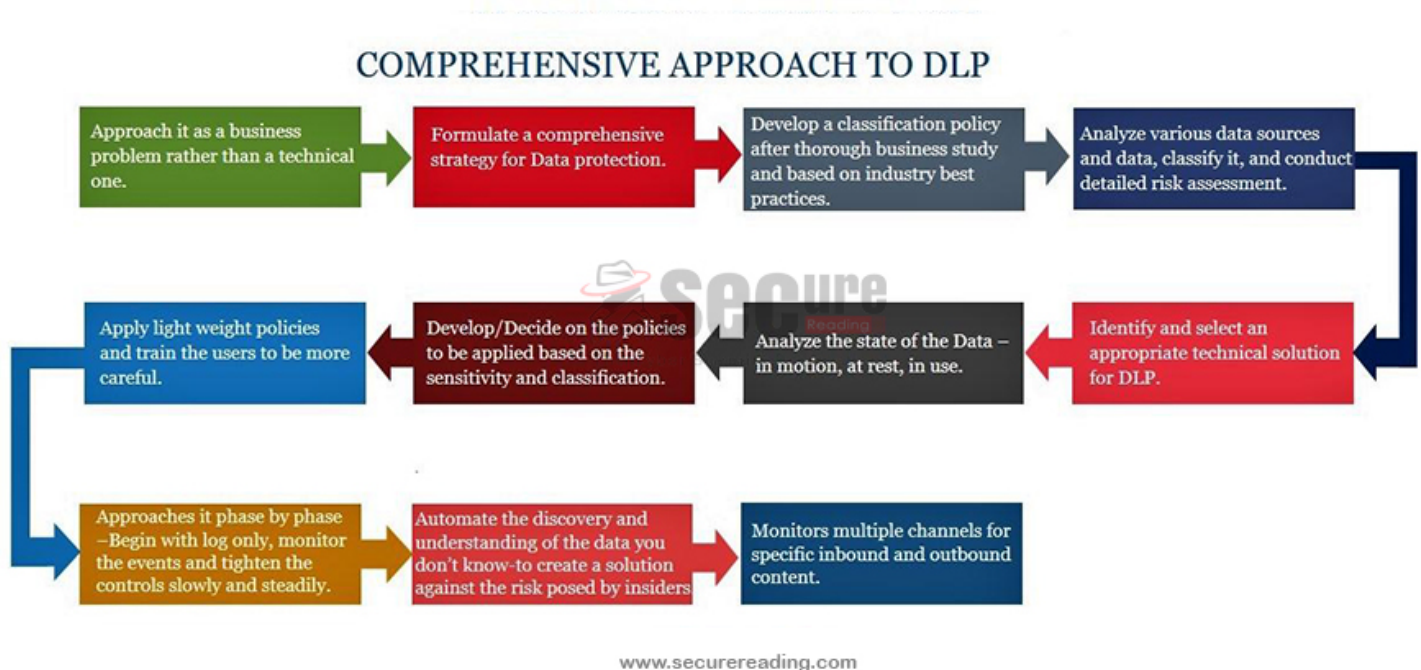 COMPREHENSIVE APPROACH TO DLP
Approach it as a business
problem rather than a technical
one.
Formulate a comprehensive
strategy for Data protection.
Develop a classification policy
after thorough business study
and based on industry best
practices.
Analyze various data sources
and data, classify it, and conduct
detailed risk assessment.
Identify and select an
appropriate technical solution
for DLP.
Analyze the state of the Data –
in motion, at rest, in use.
Develop/Decide on the policies
to be applied based on the
sensitivity and classification.
Apply light weight policies
and train the users to be more
careful.
Approaches it phase by phase
–Begin with log only, monitor
the events and tighten the
controls slowly and steadily.
Automate the discovery and
understanding of the data you
don't know-to create a solution
against the risk posed by insiders
Monitors multiple channels for
specific inbound and outbound
content.
Secure
Reading
www.securereading.com